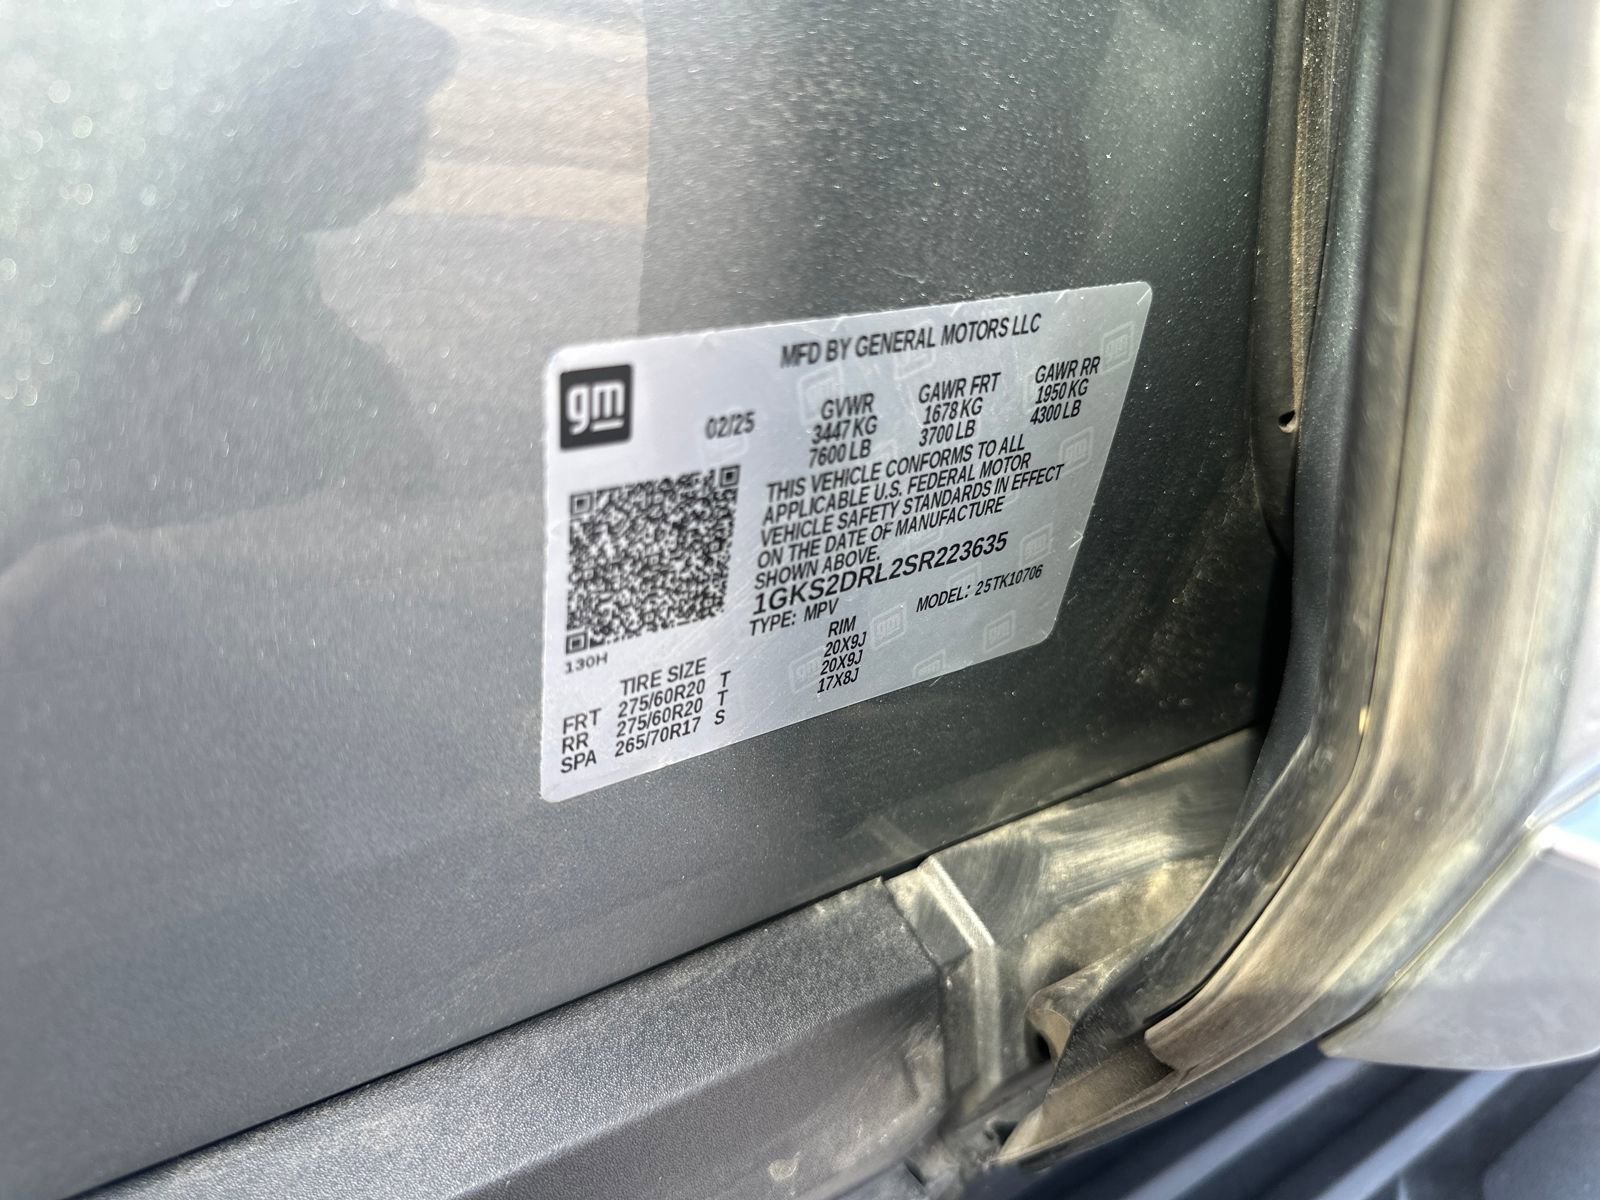 gm
MFD BY GENERAL MOTORS LLC
02/25
GVWR GAWR FRT GAWR RR
3447 KG 1678 KG 1950 KG
7600 LB 3700 LB 4300 LB
THIS VEHICLE CONFORMS TO ALL
APPLICABLE U.S. FEDERAL MOTOR
VEHICLE SAFETY STANDARDS IN EFFECT
ON THE DATE OF MANUFACTURE
SHOWN ABOVE.
1GKS2DRL2SR223635
TYPE: MPV MODEL: 25TK10706
130H
TIRE SIZE RIM
FRT 275/60R20 T 20X9J
RR 275/60R20 T 20X9J
SPA 265/70R17 S 17X8J